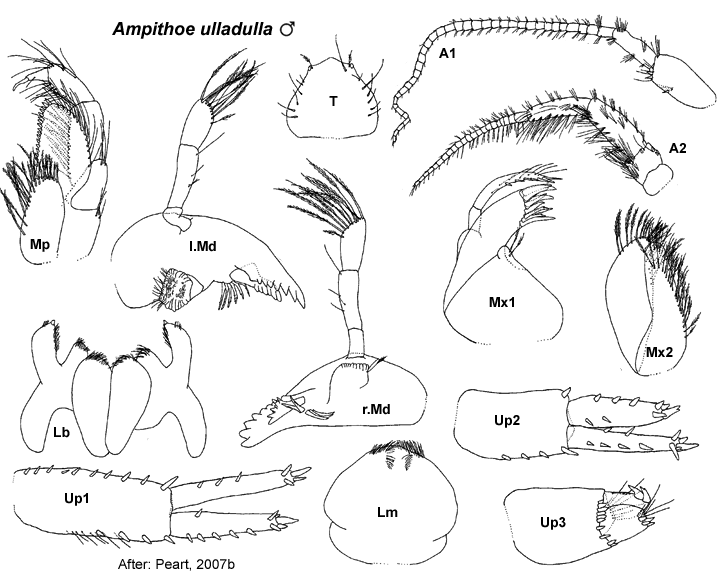 Ampithoe ulladulla ♂
A1
T
A2
Mp
l.Md
Mx1
Mx2
r.Md
Lb
Up2
Up1
Lm
Up3
After: Peart, 2007b